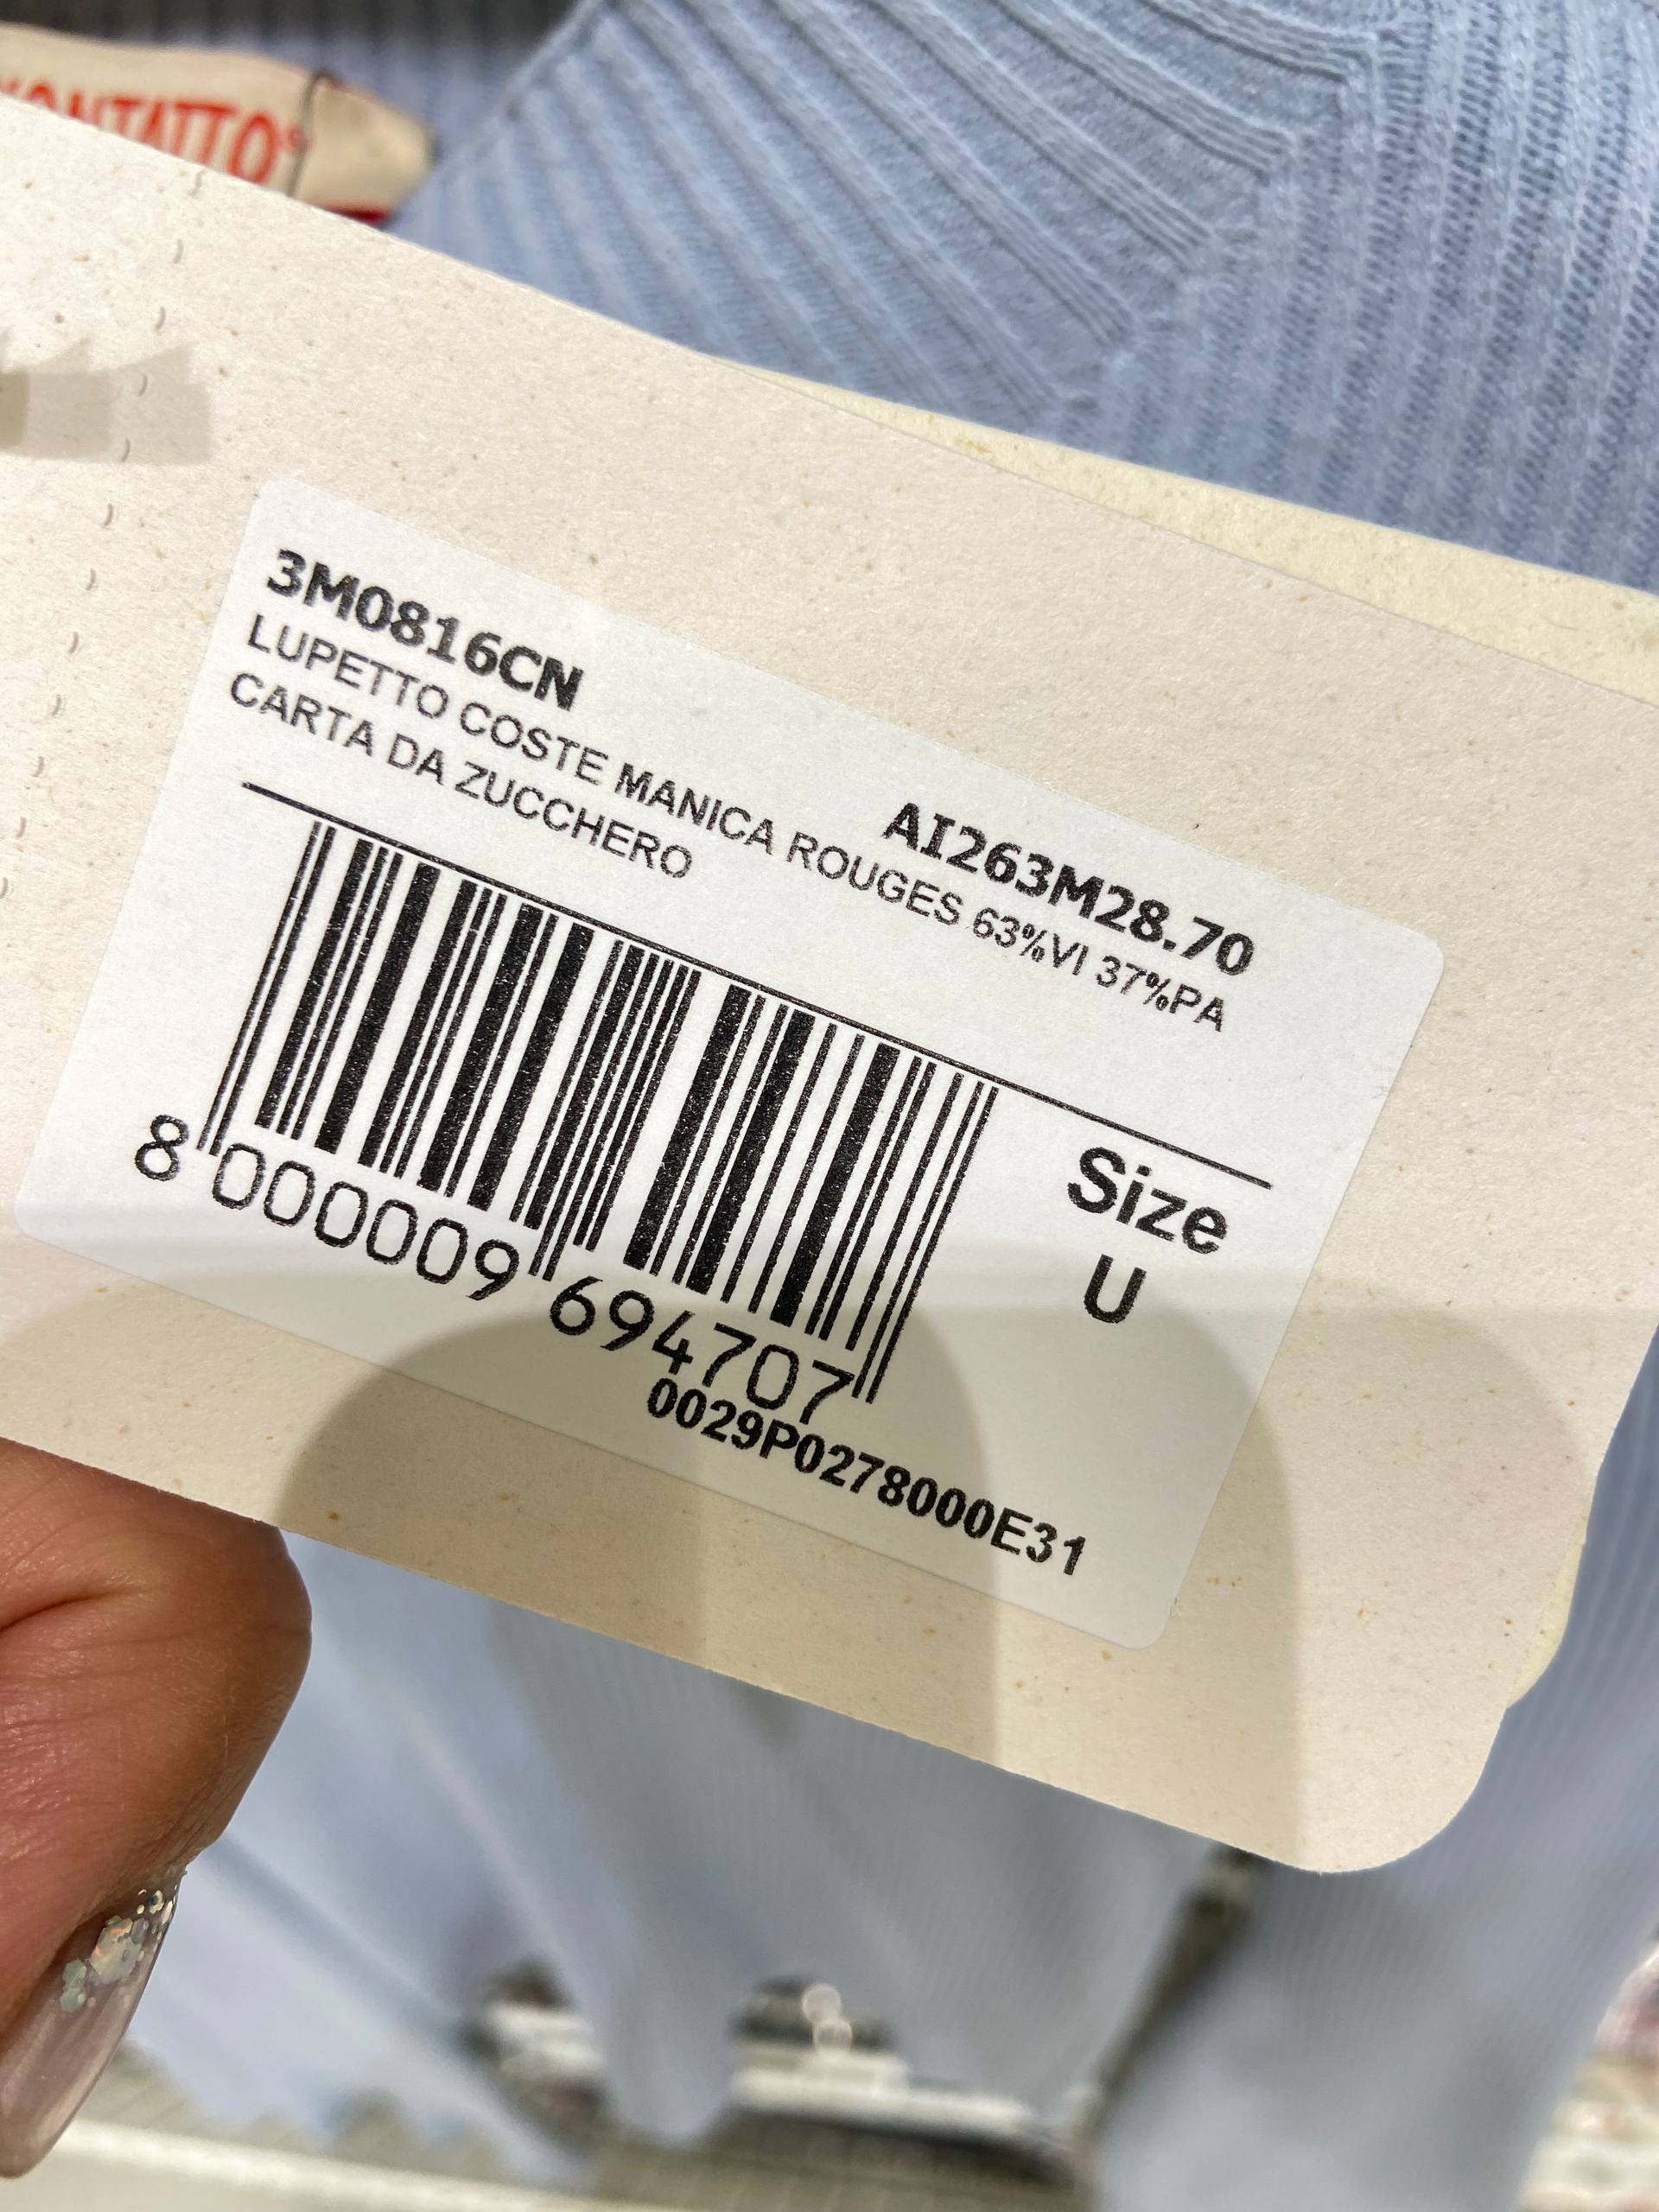 3M0816CN
AI263M28.70
LUPETTO COSTE MANICA ROUGES 63%VI 37%PA
CARTA DA ZUCCHERO
8 000009 694707
Size
U
0029P0278000E31